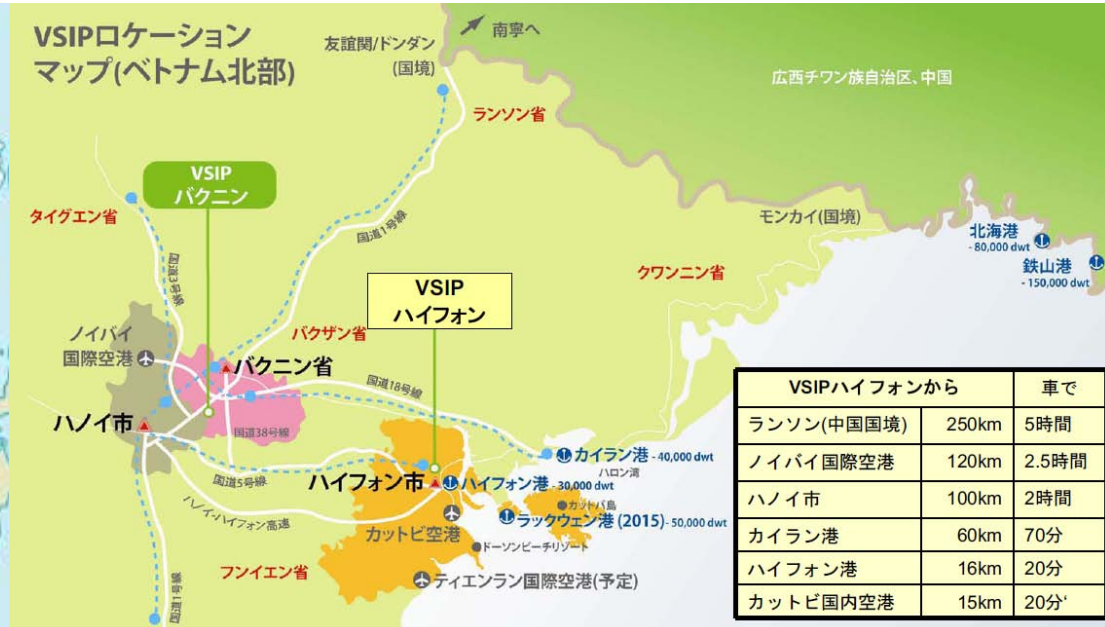 VSIPロケーション
マップ(ベトナム北部)
友誼関/ドンダン
(国境)
南寧へ
広西チワン族自治区、中国
ランソン省
VSIP
バクニン
タイグエン省
国道3号線
国道1号線
モンカイ(国境)
北海港
- 80,000 dwt
鉄山港
- 150,000 dwt
クワンニン省
VSIP
ハイフォン
バクザン省
ノイバイ
国際空港
バクニン省
国道18号線
ハノイ市
国道38号線
カイラン港 - 40,000 dwt
ハロン湾
国道5号線
ハイフォン市
ハイフォン港 - 30,000 dwt
カットバ島
ハノイ-ハイフォン高速
ラックウェン港 (2015) - 50,000 dwt
カットビ空港
ドーソンビーチリゾート
フンイエン省
ティエンラン国際空港(予定)
国道1号線
VSIPハイフォンから 車で
ランソン(中国国境) 250km 5時間
ノイバイ国際空港 120km 2.5時間
ハノイ市 100km 2時間
カイラン港 60km 70分
ハイフォン港 16km 20分
カットビ国内空港 15km 20分‘